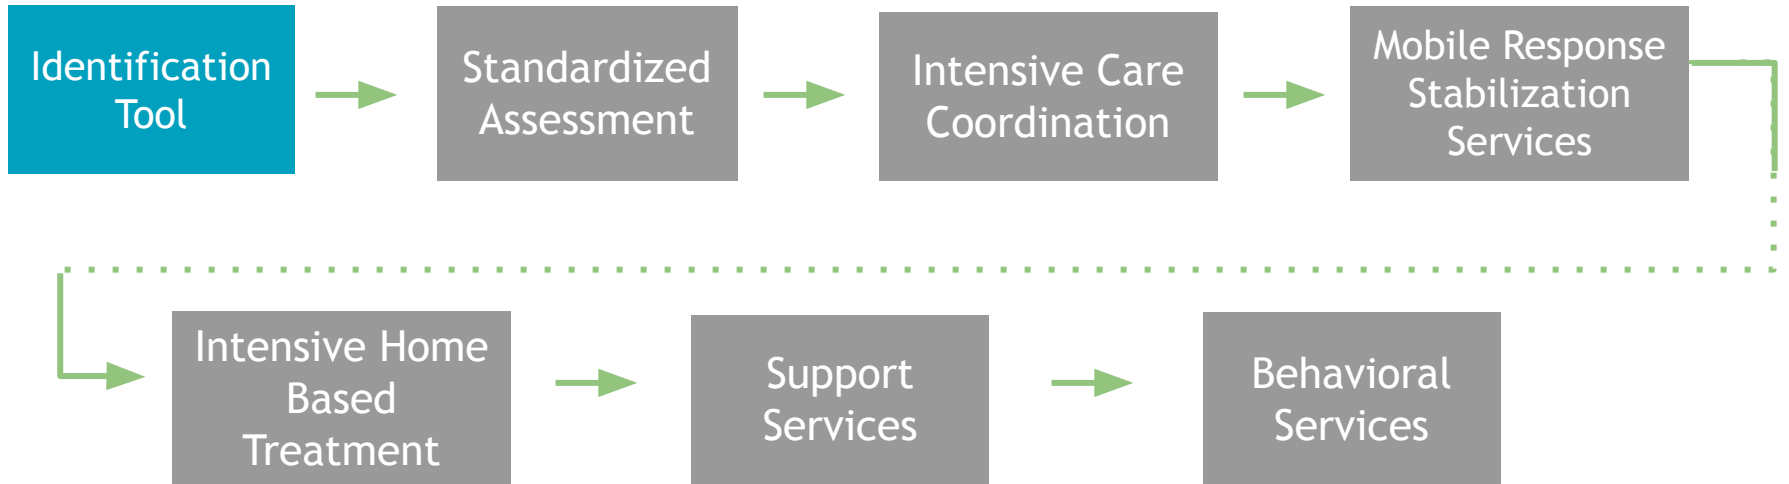 Identification
Tool
Standardized
Assessment
Intensive Care
Coordination
Mobile Response
Stabilization
Services
Intensive Home
Based
Treatment
Support
Services
Behavioral
Services